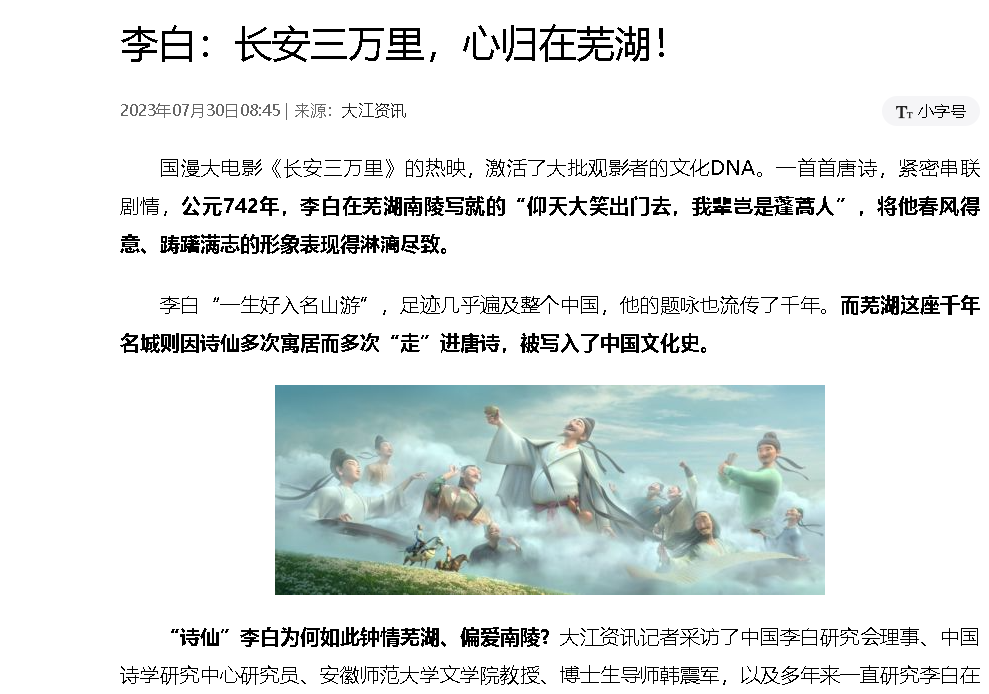 李白：长安三万里，心归在芜湖！
2023年07月30日08:45 | 来源：大江资讯
小字号
国漫大电影《长安三万里》的热映，激活了大批观影者的文化DNA。一首首唐诗，紧密串联
剧情，公元742年，李白在芜湖南陵写就的“仰天大笑出门去，我辈岂是蓬蒿人”，将他春风得
意、踌躇满志的形象表现得淋漓尽致。
李白“一生好入名山游”，足迹几乎遍及整个中国，他的题咏也流传了千年。而芜湖这座千年
名城则因诗仙多次寓居而多次“走”进唐诗，被写入了中国文化史。
“诗仙”李白为何如此钟情芜湖、偏爱南陵？大江资讯记者采访了中国李白研究会理事、中国
诗学研究中心研究员、安徽师范大学文学院教授、博士生导师韩震军，以及多年来一直研究李白在